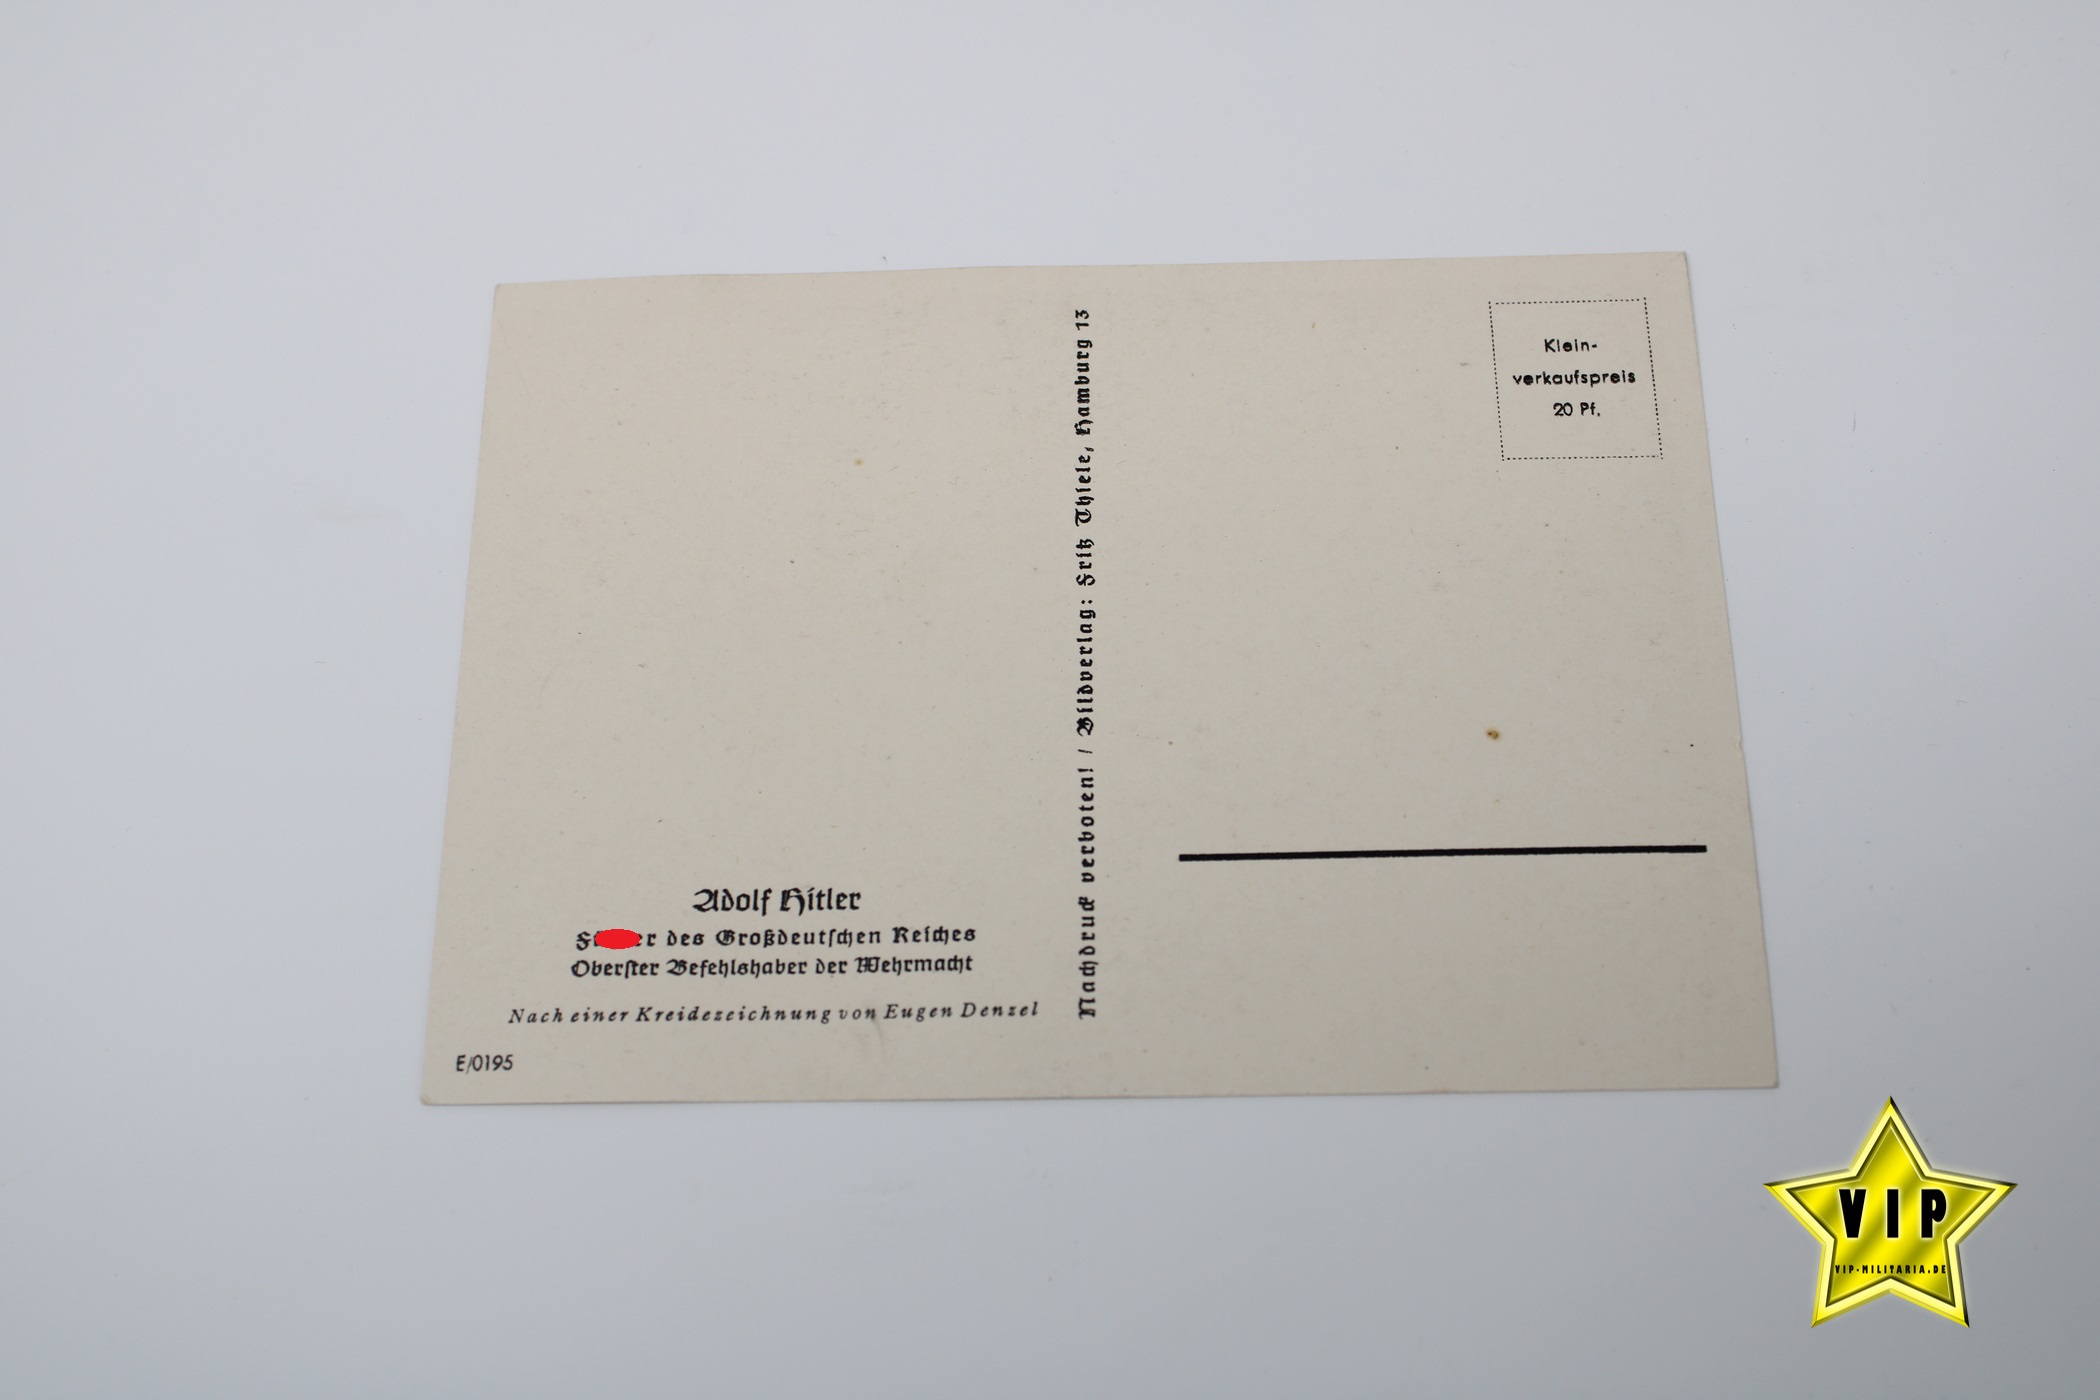 Klein-
verkaufspreis
20 Pf.
Nachdruck verboten! / Bildverlag: Fritz Thiele, Hamburg 13
Adolf Hitler
des Großdeutſchen Reiches
Oberſter Befehlshaber der Wehrmacht
Nach einer Kreidezeichnung von Eugen Denzel
E/0195
VIP
VIP-MILITARIA.DE